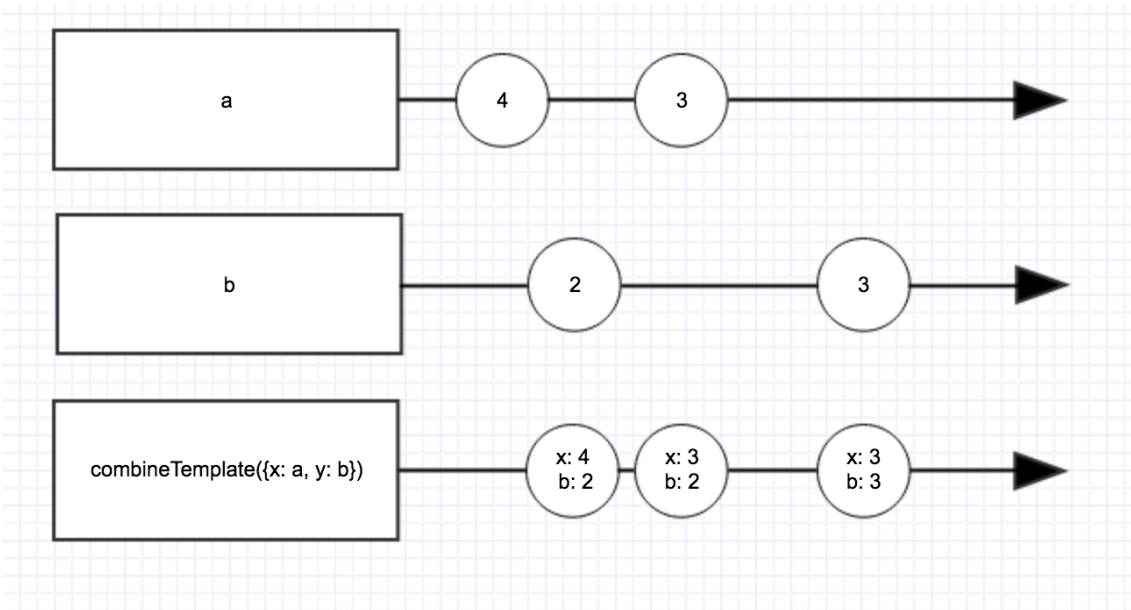 a
4
3
b
2
3
combineTemplate({x: a, y: b})
x: 4
b: 2
x: 3
b: 2
x: 3
b: 3